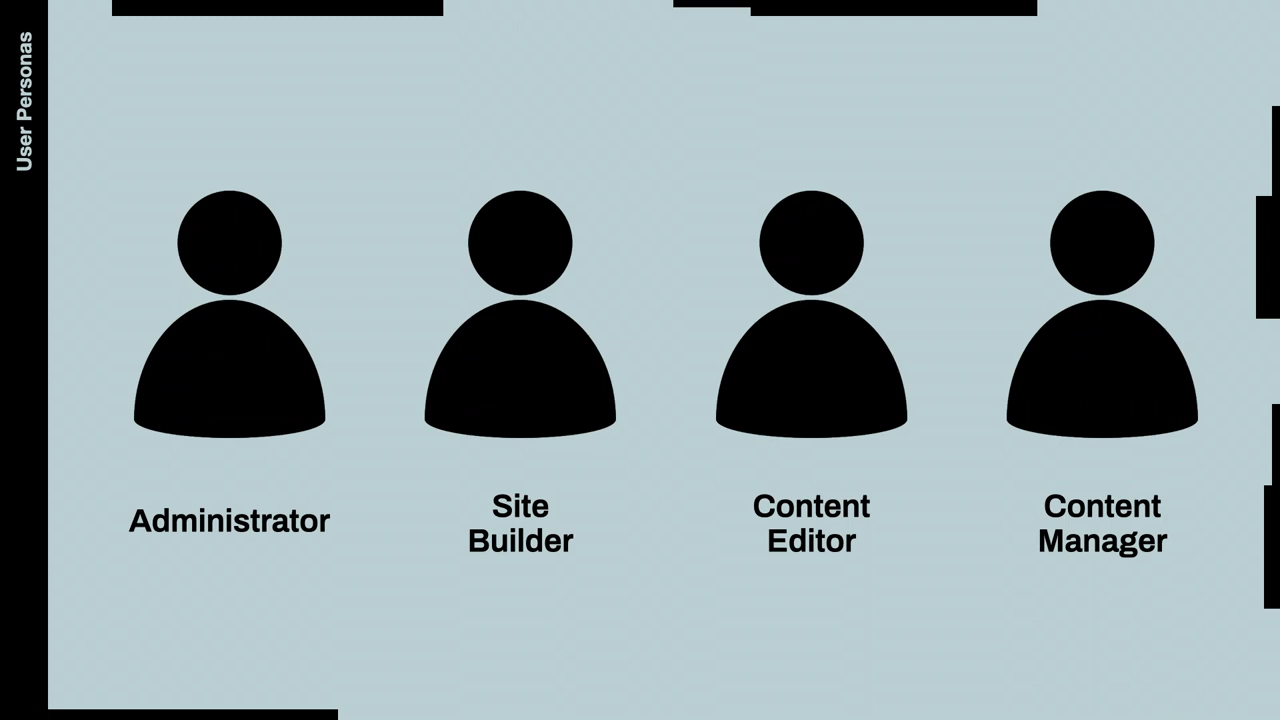 User Personas
Administrator
Site
Builder
Content
Editor
Content
Manager